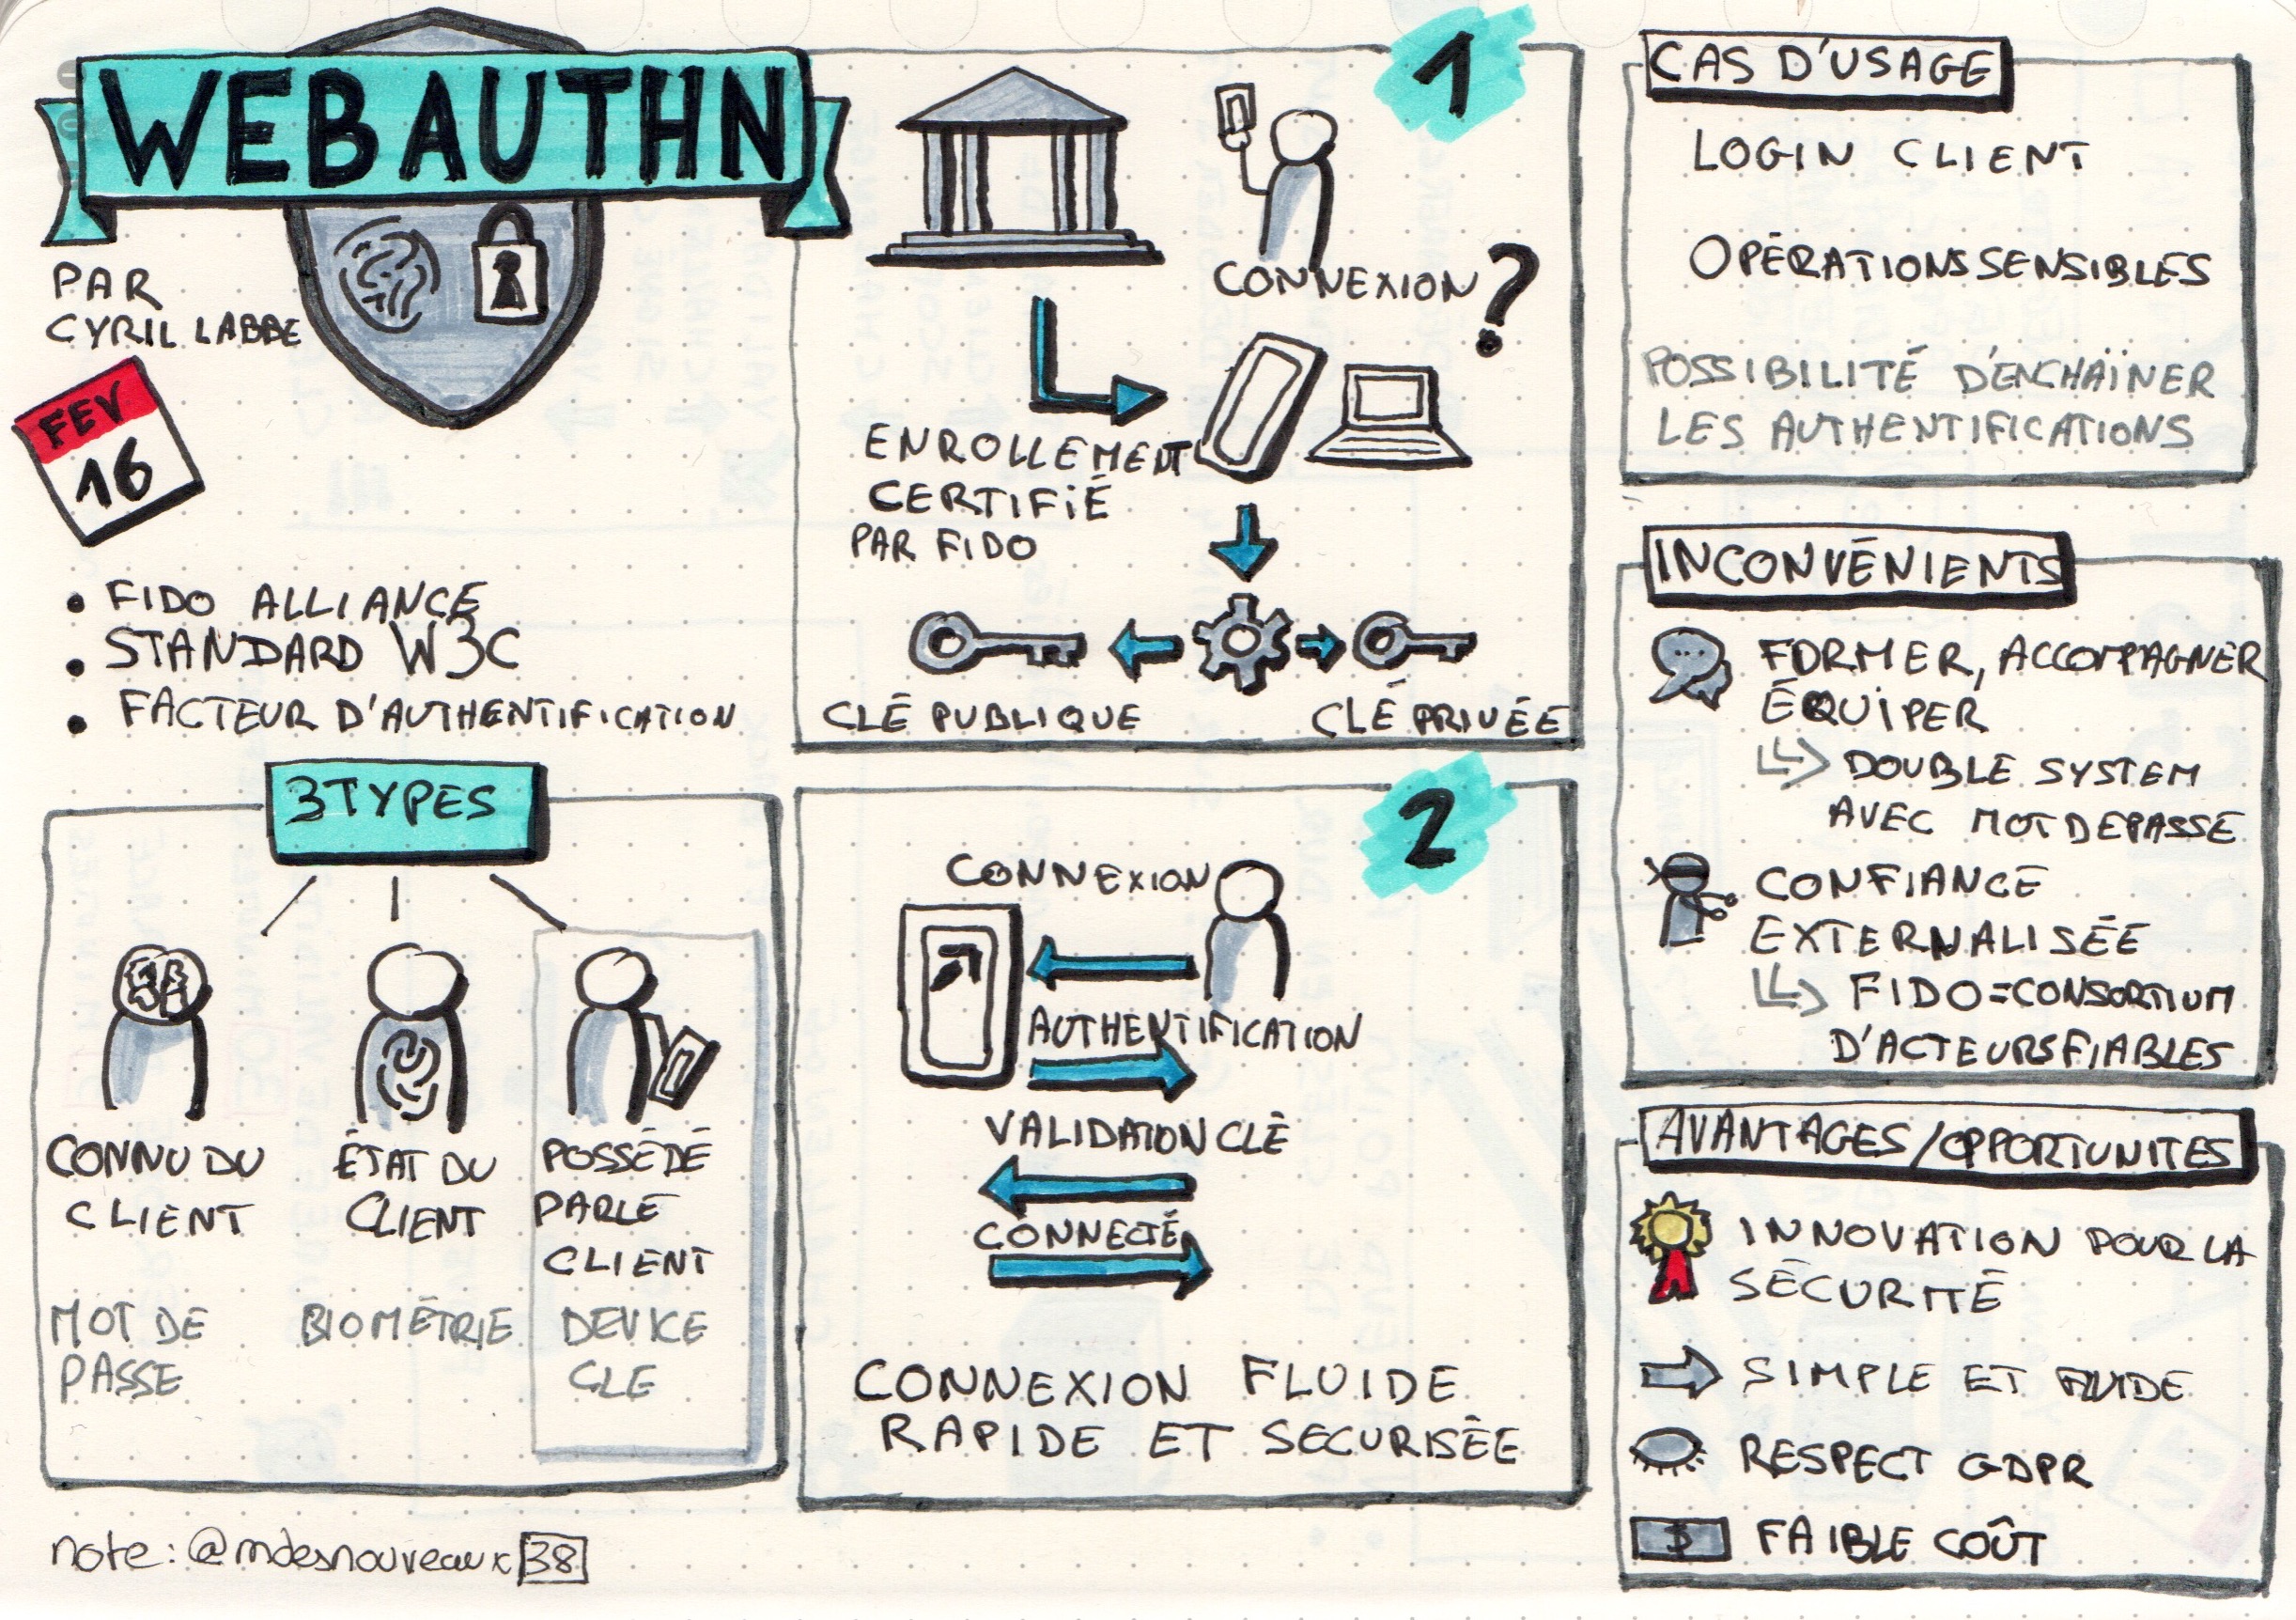 WEBAUTHN
PAR
CYRIL LABBE
FEV
16
• FIDO ALLIANCE
• STANDARD W3C
• FACTEUR D'AUTHENTIFICATION
3 TYPES
CONNU DU
CLIENT
MOT DE
PASSE
ÉTAT DU
CLIENT
BIOMÉTRIE
POSSÉDÉ
PAR LE
CLIENT
DEVICE
CLE
note: @mdesnouveaux 38
1
CONNEXION ?
ENROLLEMENT
CERTIFIÉ
PAR FIDO
CLÉ PUBLIQUE
CLÉ PRIVÉE
2
CONNEXION
AUTHENTIFICATION
VALIDATION CLÉ
CONNECTÉ
CONNEXION FLUIDE
RAPIDE ET SECURISÉE
CAS D'USAGE
LOGIN CLIENT
OPÉRATIONS SENSIBLES
POSSIBILITÉ D'ENCHAÎNER
LES AUTHENTIFICATIONS
INCONVÉNIENTS
FORMER, ACCOMPAGNER
ÉQUIPER
DOUBLE SYSTEM
AVEC MOT DE PASSE
CONFIANCE
EXTERNALISÉE
FIDO = CONSORTIUM
D'ACTEURS FIABLES
AVANTAGES/OPPORTUNITES
INNOVATION POUR LA
SÉCURITÉ
SIMPLE ET FLUIDE
RESPECT GDPR
$
FAIBLE COÛT